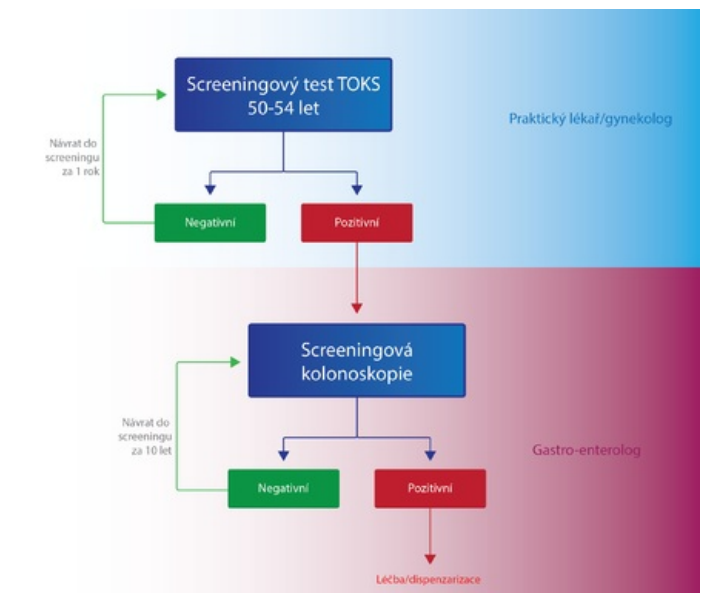 Screeningový test TOKS
50-54 let
Praktický lékař/gynekolog
Návrat do
screeningu
za 1 rok
Negativní
Pozitivní
Screeningová
kolonoskopie
Návrat do
screeningu
za 10 let
Gastro-enterolog
Negativní
Pozitivní
Léčba/dispenzarizace